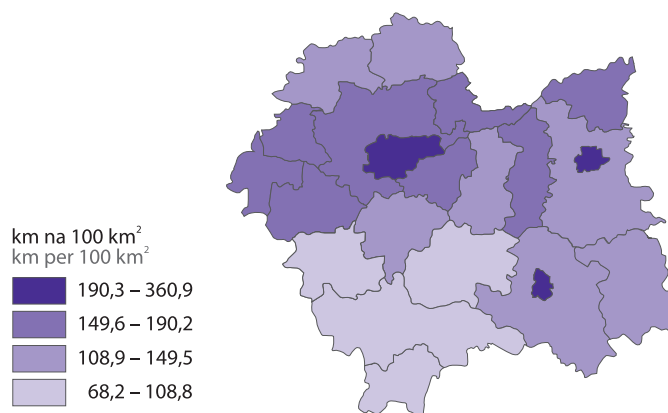 km na 100 km²
km per 100 km²
190,3 – 360,9
149,6 – 190,2
108,9 – 149,5
68,2 – 108,8